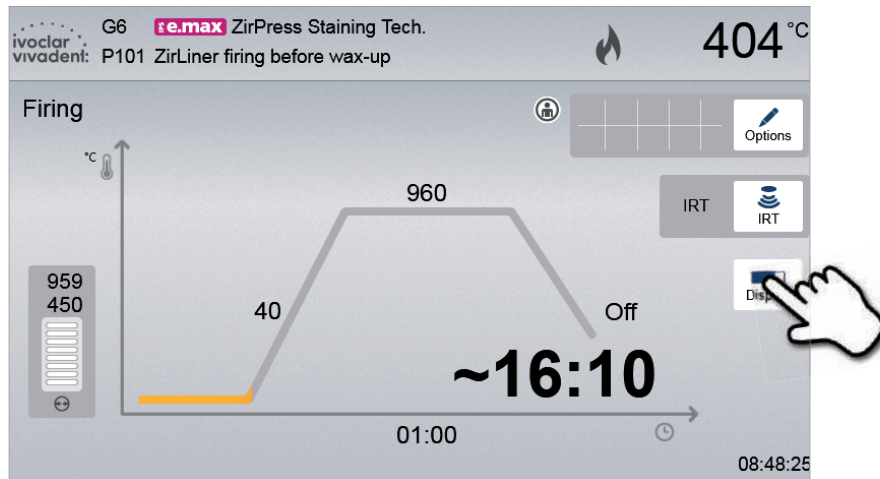 ivoclar
vivadent:
G6 IPS e.max ZirPress Staining Tech.
P101 ZirLiner firing before wax-up
404 °C
Firing
Options
°C
960
IRT
IRT
959
450
40
Off
~16:10
01:00
08:48:25